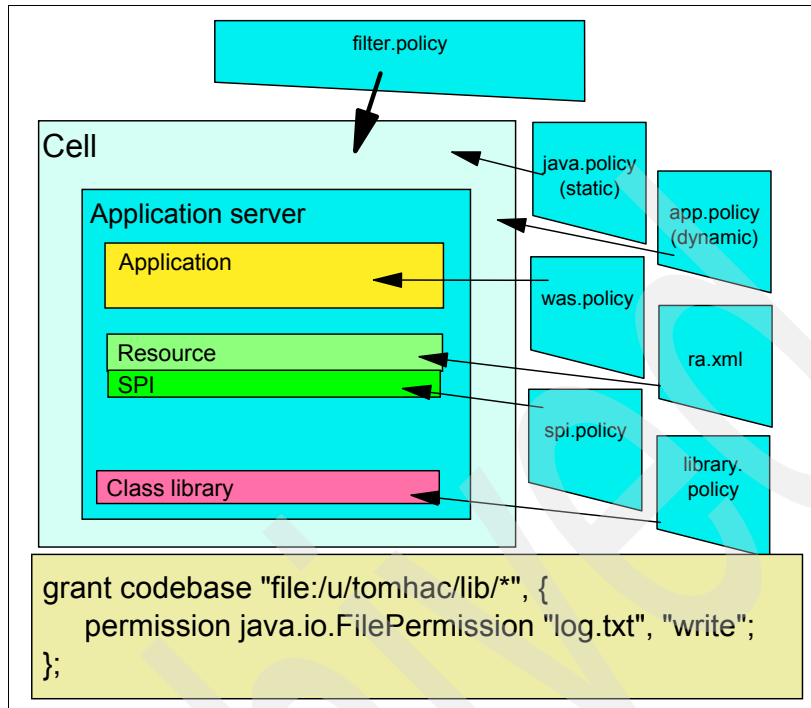 filter.policy
Cell
java.policy
(static)
app.policy
(dynamic)
Application server
Application
was.policy
Resource
ra.xml
SPI
spi.policy
library.
policy
Class library
grant codebase "file:/u/tomhac/lib/*", {
permission java.io.FilePermission "log.txt", "write";
};